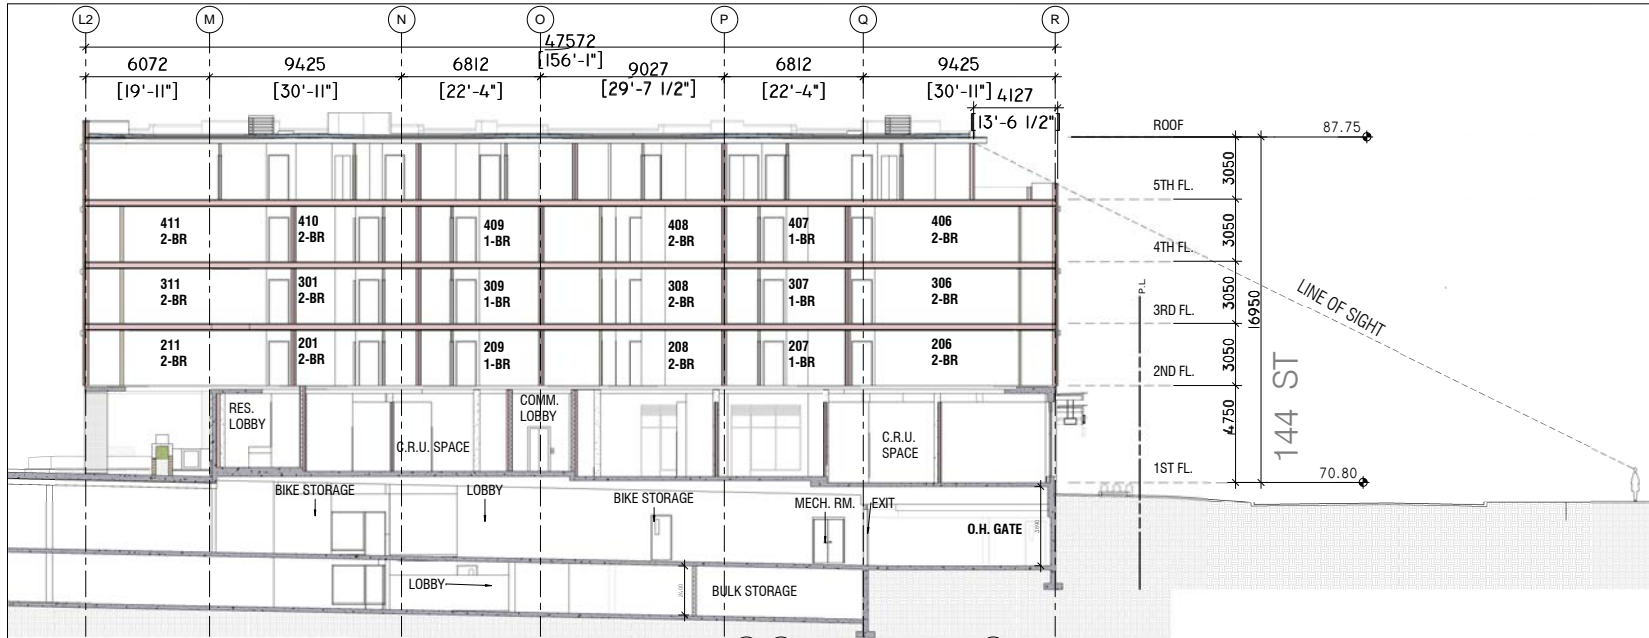 L2 M N O P Q R
47572
[156'-1"]
6072 9425 6812 9027 6812 9425
[19'-11"] [30'-11"] [22'-4"] [29'-7 1/2"] [22'-4"] [30'-11"]
4127
[13'-6 1/2"]
ROOF 87.75
3050
5TH FL.
411 410 409 408 407 406
2-BR 2-BR 1-BR 2-BR 1-BR 2-BR
3050
4TH FL.
311 301 309 308 307 306
2-BR 2-BR 1-BR 2-BR 1-BR 2-BR
P.L.
3050
16950
LINE OF SIGHT
3RD FL.
211 201 209 208 207 206
2-BR 2-BR 1-BR 2-BR 1-BR 2-BR
3050
2ND FL.
144 ST
RES.
LOBBY
COMM.
LOBBY
C.R.U. SPACE
C.R.U.
SPACE
4750
1ST FL. 70.80
BIKE STORAGE LOBBY BIKE STORAGE MECH. RM. EXIT
O.H. GATE
LOBBY BULK STORAGE